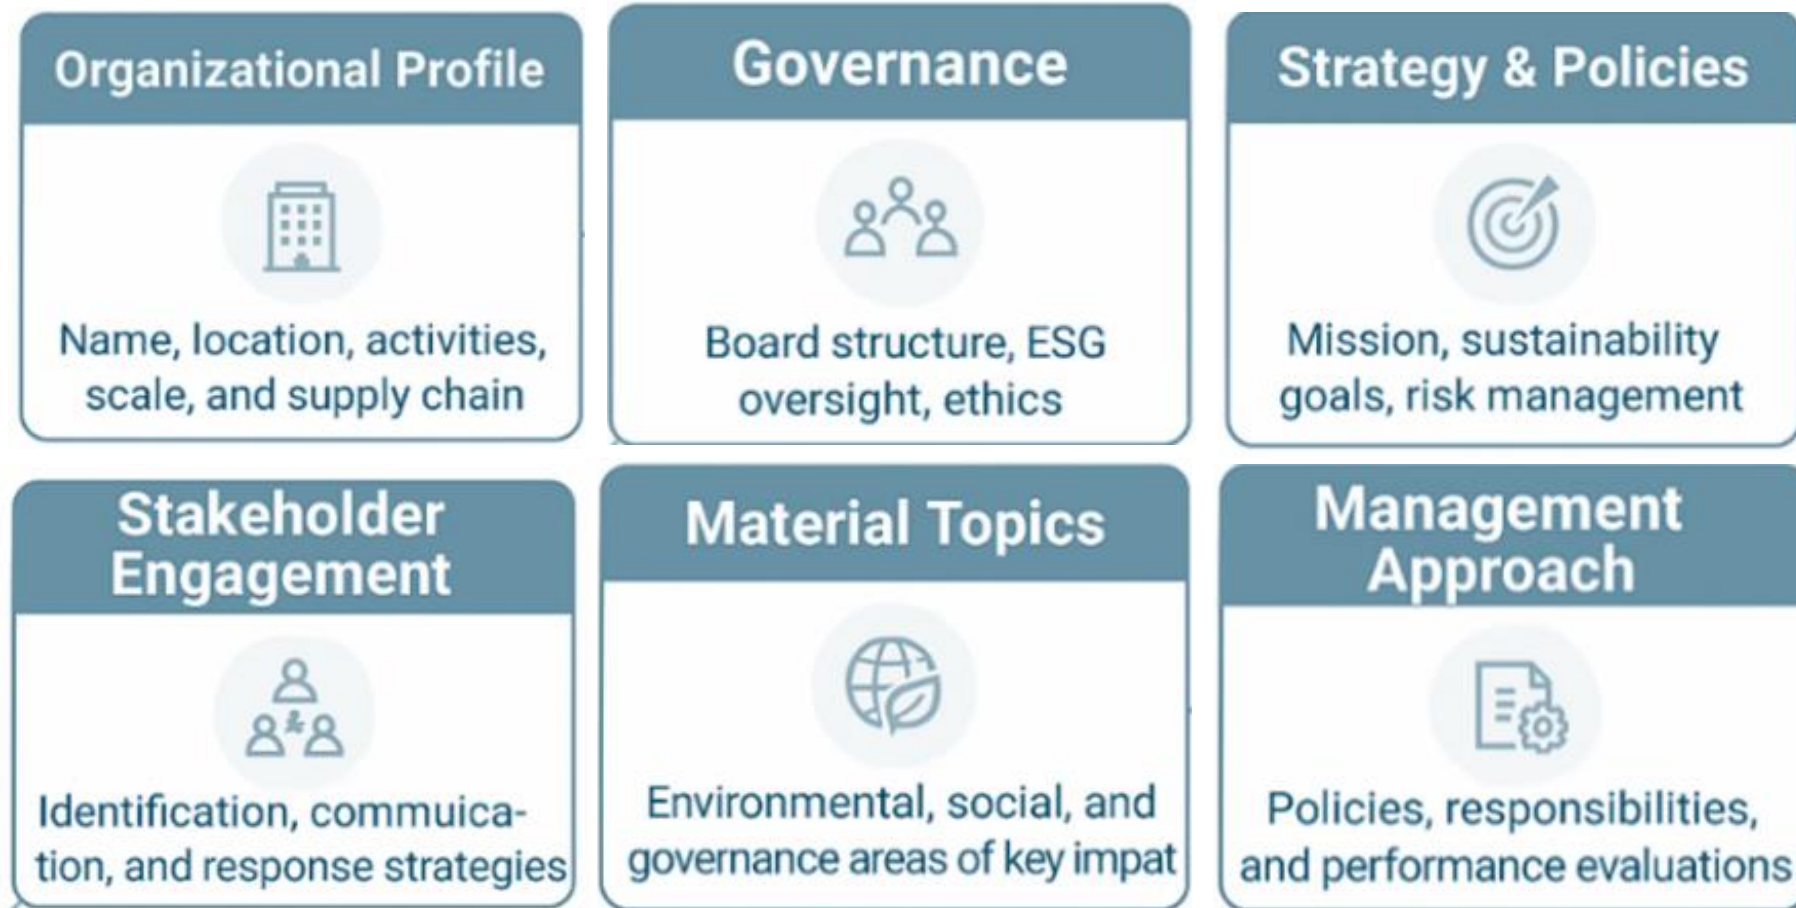 Organizational Profile
Name, location, activities,
scale, and supply chain
Governance
Board structure, ESG
oversight, ethics
Strategy & Policies
Mission, sustainability
goals, risk management
Stakeholder
Engagement
Identification, commuica-
tion, and response strategies
Material Topics
Environmental, social, and
governance areas of key impat
Management
Approach
Policies, responsibilities,
and performance evaluations